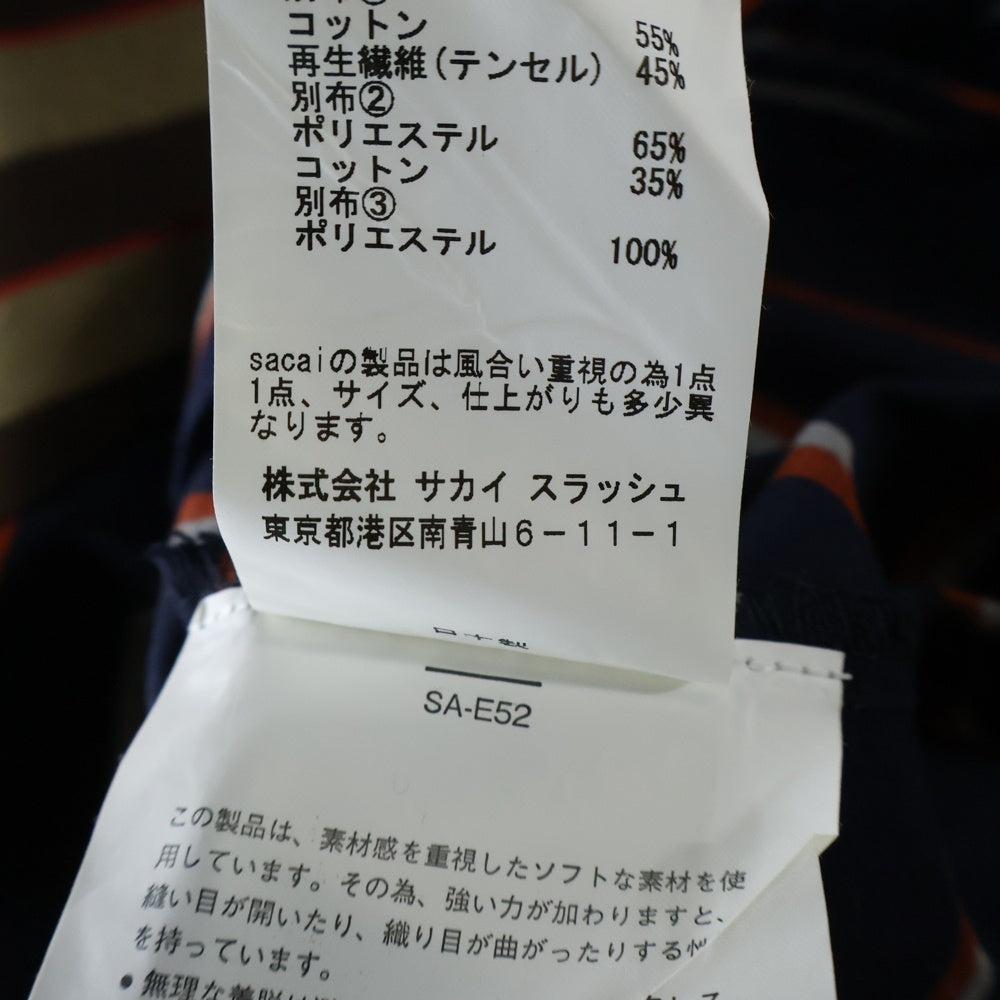 コットン 55%
再生繊維(テンセル) 45%
別布②
ポリエステル 65%
コットン 35%
別布③
ポリエステル 100%
sacaiの製品は風合い重視の為1点
1点、サイズ、仕上がりも多少異
なります。
株式会社 サカイ スラッシュ
東京都港区南青山6−11−1
SA-E52
この製品は、素材感を重視したソフトな素材を使
用しています。その為、強い力が加わりますと、
縫い目が開いたり、織り目が曲がったりする
を持っています。
●無理な着脱は